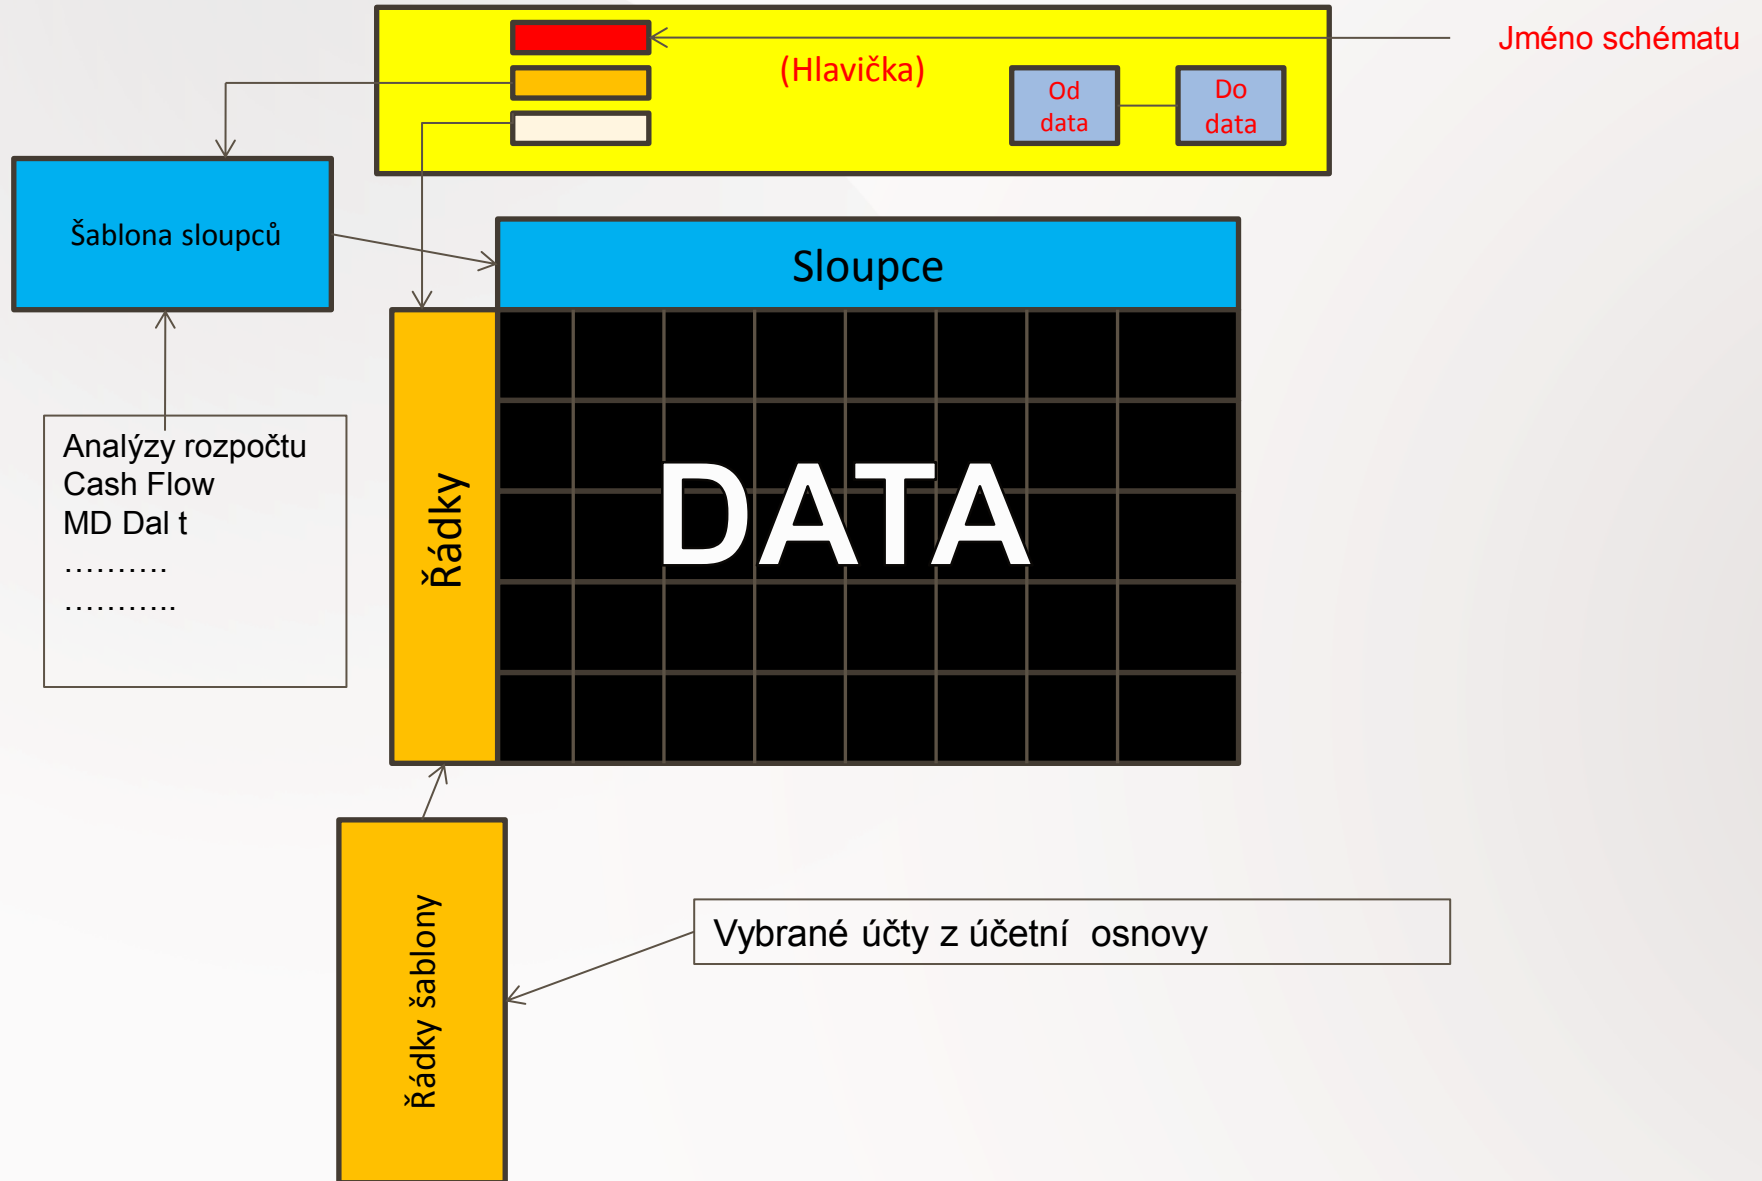 Jméno schématu
(Hlavička)
Od
data
Do
data
Šablona sloupců
Sloupce
Analýzy rozpočtu
Cash Flow
MD Dal t
……….
………..
Řádky
DATA
Řádky šablony
Vybrané účty z účetní  osnovy